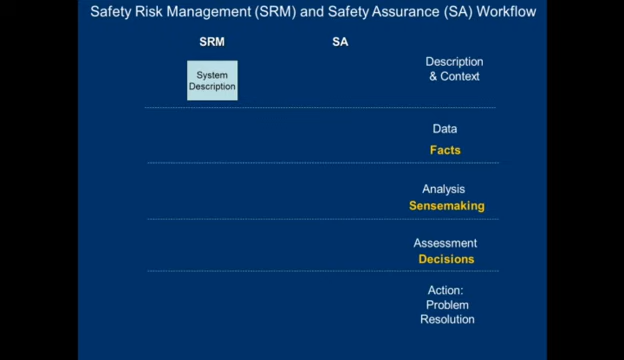 Safety Risk Management (SRM) and Safety Assurance (SA) Workflow
SRM
SA
System
Description
Description
& Context
Data
Facts
Analysis
Sensemaking
Assessment
Decisions
Action:
Problem
Resolution